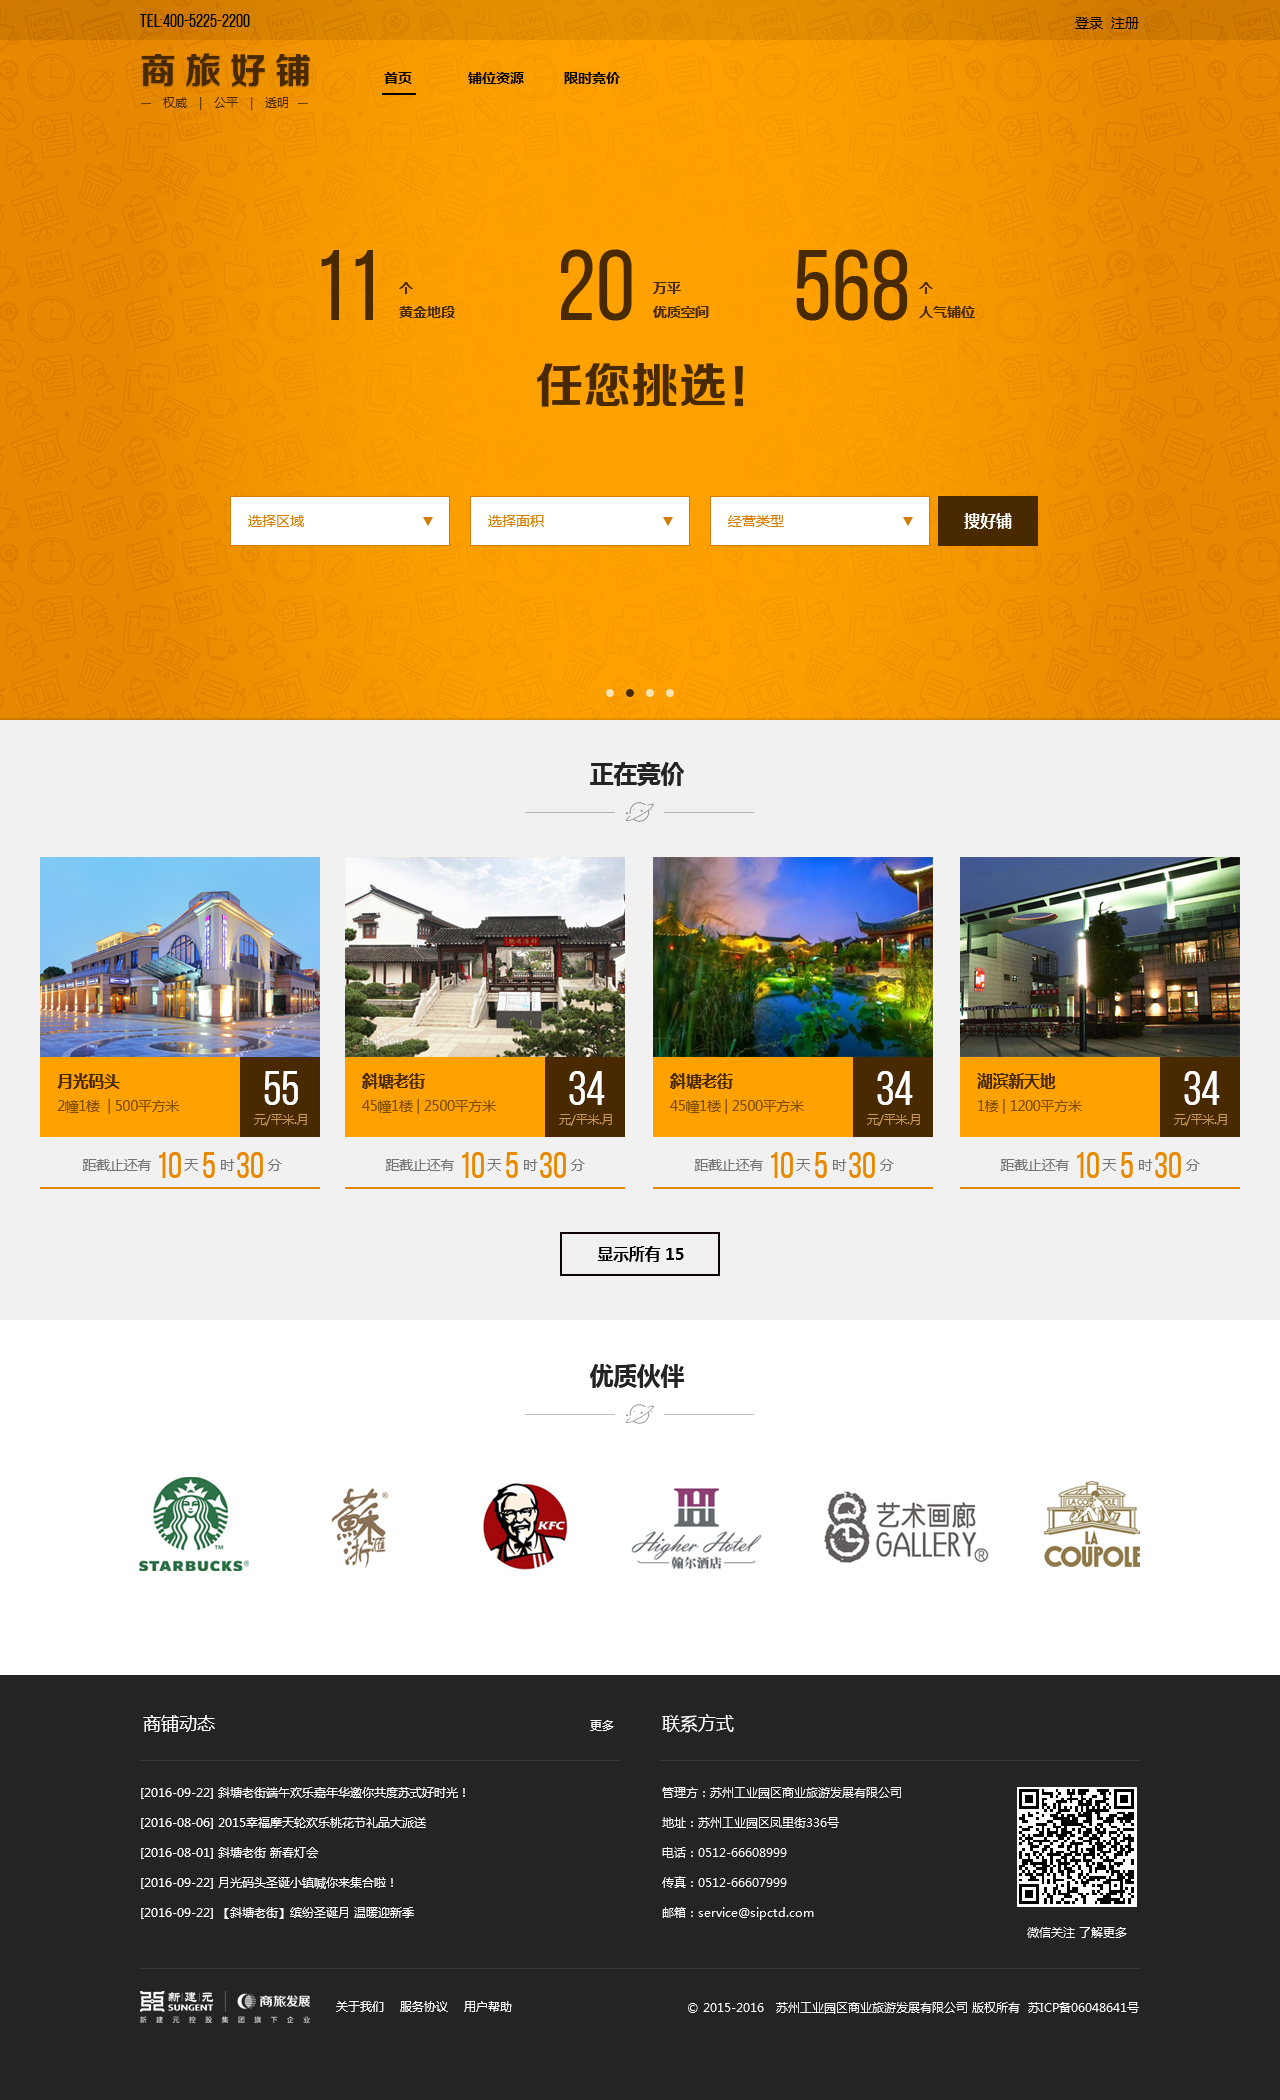 TEL:400-5225-2200
登录 注册
商旅好铺
— 权威 | 公平 | 透明 —
首页 铺位资源 限时竞价
11 个 黄金地段
20 万平 优质空间
568 个 人气铺位
任您挑选！
选择区域 ▼
选择面积 ▼
经营类型 ▼
搜好铺
正在竞价
月光码头
2幢1楼 | 500平方米
55
元/平米.月
距截止还有 10 天 5 时 30 分
斜塘老街
45幢1楼 | 2500平方米
34
元/平米.月
距截止还有 10 天 5 时 30 分
斜塘老街
45幢1楼 | 2500平方米
34
元/平米.月
距截止还有 10 天 5 时 30 分
湖滨新天地
1楼 | 1200平方米
34
元/平米.月
距截止还有 10 天 5 时 30 分
显示所有 15
优质伙伴
STARBUCKS®
蘇浙匯®
KFC
Higher Hotel
翰尔酒店
艺术画廊
GALLERY®
LA COUPOLE
LA
COUPOLE
商铺动态
更多
[2016-09-22] 斜塘老街端午欢乐嘉年华邀你共度苏式好时光！
[2016-08-06] 2015幸福摩天轮欢乐桃花节礼品大派送
[2016-08-01] 斜塘老街 新春灯会
[2016-09-22] 月光码头圣诞小镇喊你来集合啦！
[2016-09-22] 【斜塘老街】缤纷圣诞月 温暖迎新季
联系方式
管理方：苏州工业园区商业旅游发展有限公司
地址：苏州工业园区凤里街336号
电话：0512-66608999
传真：0512-66607999
邮箱：service@sipctd.com
微信关注 了解更多
新建元
SUNGENT
商旅发展
新建元控股集团旗下企业
关于我们 服务协议 用户帮助
© 2015-2016 苏州工业园区商业旅游发展有限公司 版权所有 苏ICP备06048641号